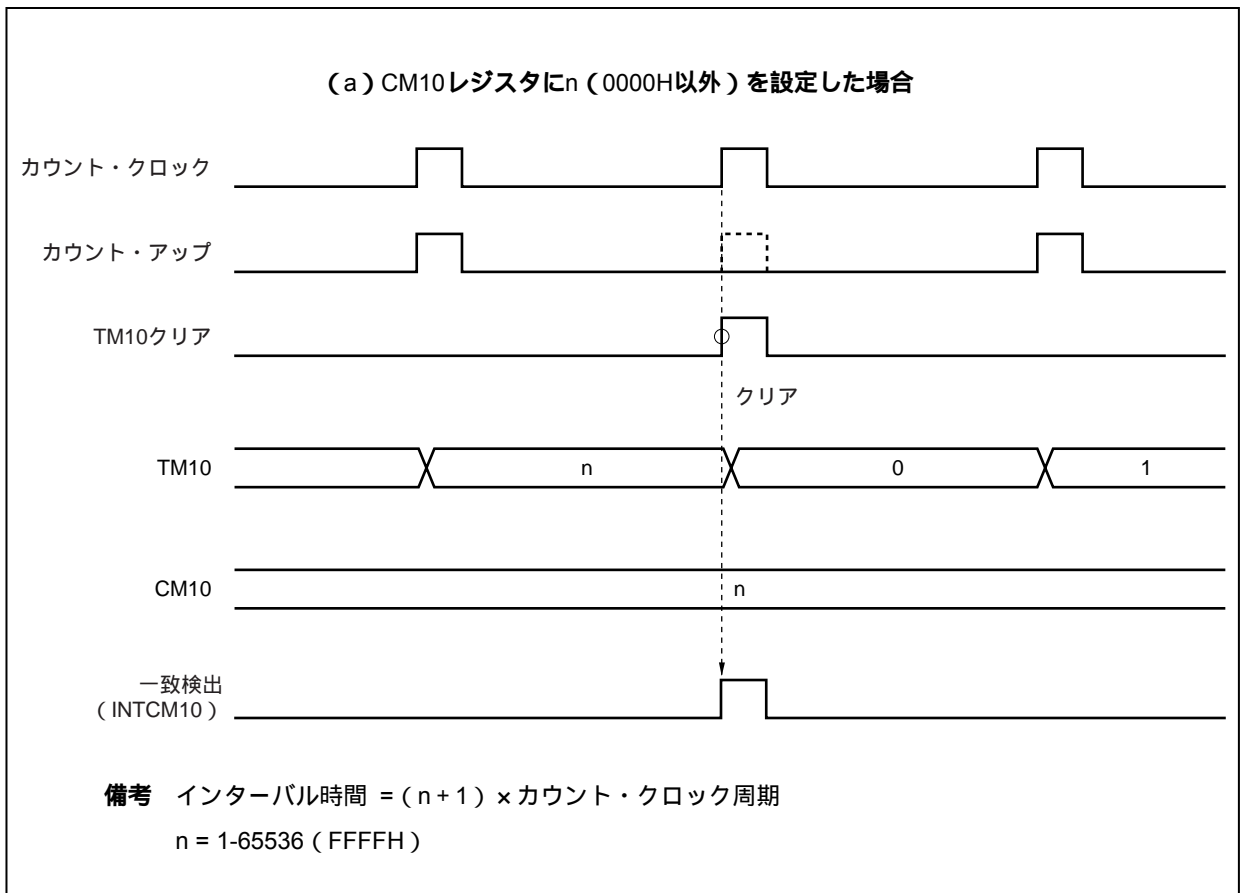 （a）CM10レジスタにn（0000H以外）を設定した場合
カウント・クロック
カウント・アップ
TM10クリア
クリア
TM10
n
0
1
CM10
n
一致検出
（INTCM10）
備考 インターバル時間 =（n + 1）×カウント・クロック周期
n = 1-65536（FFFFH）